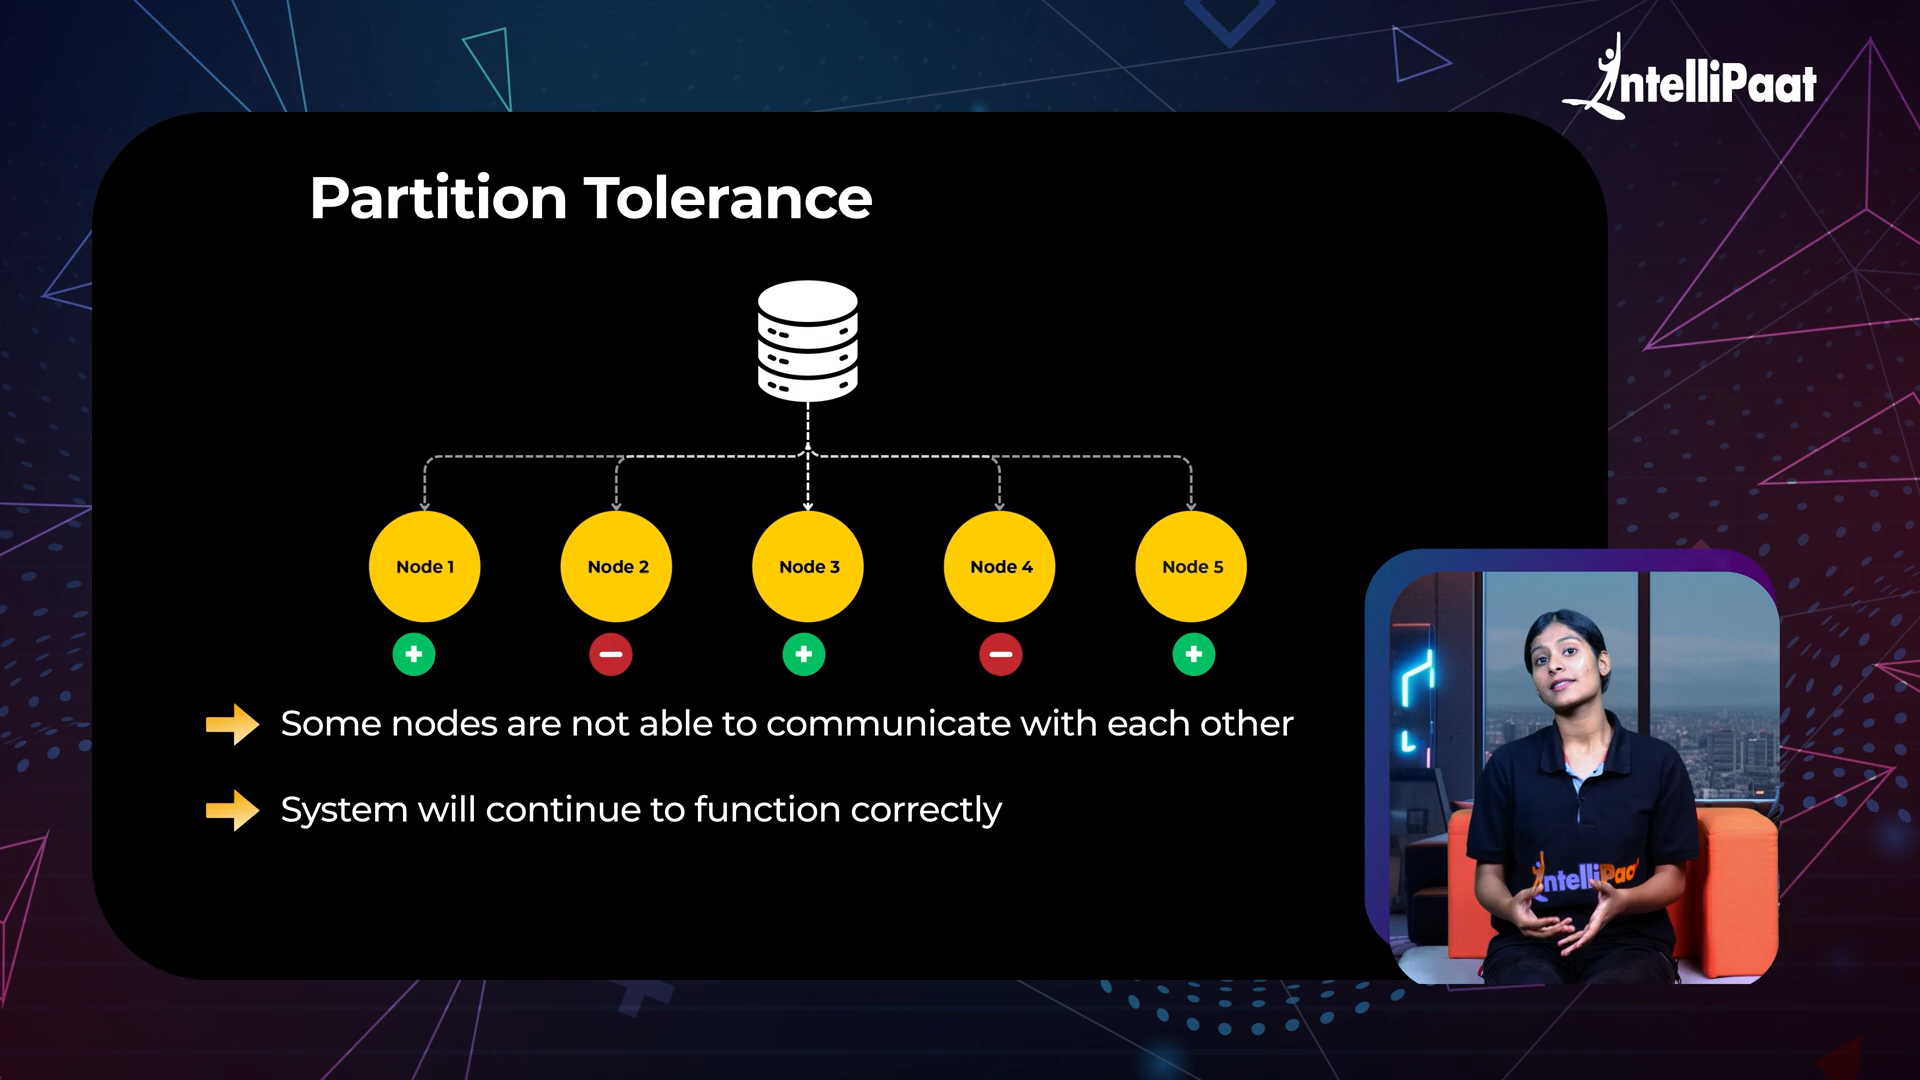 IntelliPaat
Partition Tolerance
Node 1
Node 2
Node 3
Node 4
Node 5
Some nodes are not able to communicate with each other
System will continue to function correctly
IntelliPaa